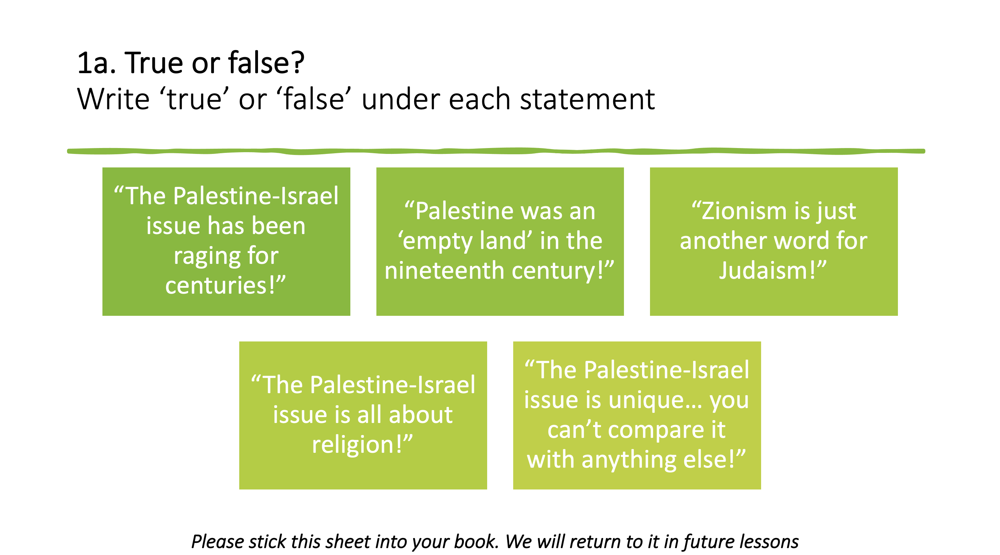 1a. True or false?
Write ‘true’ or ‘false’ under each statement
“The Palestine-Israel
issue has been
raging for
centuries!”
“Palestine was an
‘empty land’ in the
nineteenth century!”
“Zionism is just
another word for
Judaism!”
“The Palestine-Israel
issue is all about
religion!”
“The Palestine-Israel
issue is unique… you
can’t compare it
with anything else!”
Please stick this sheet into your book. We will return to it in future lessons